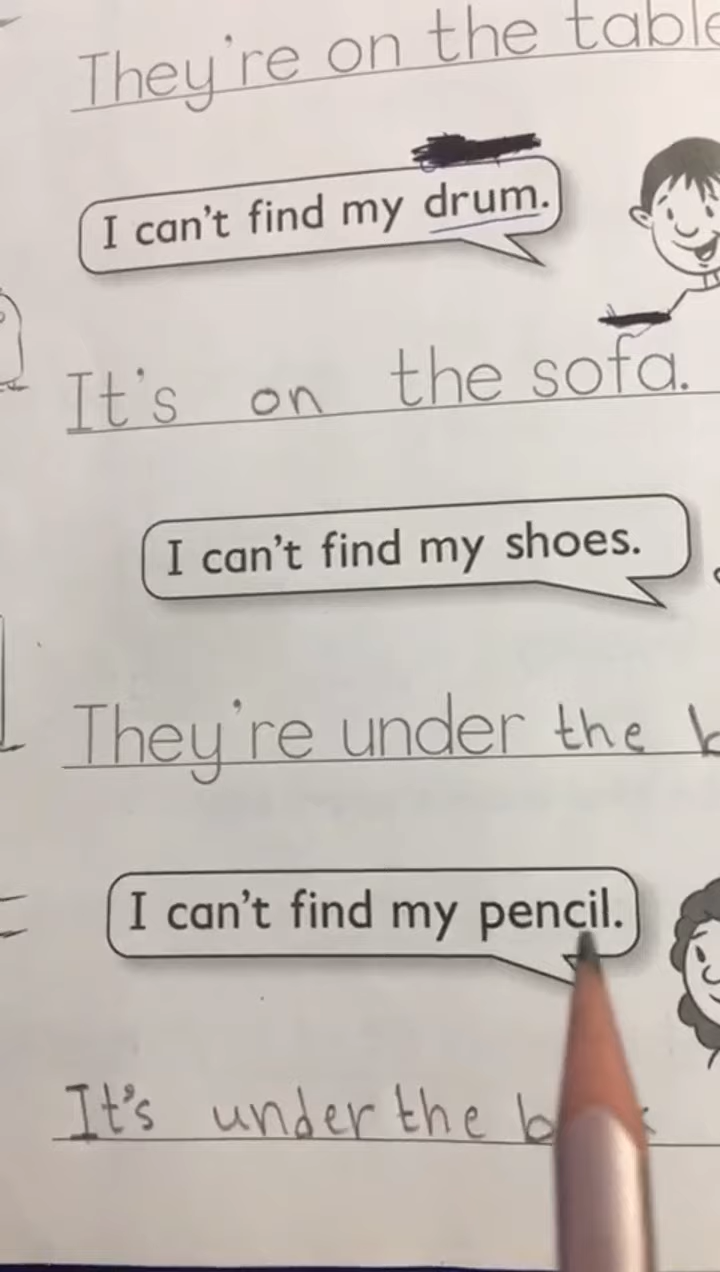 They're on the table
I can't find my drum.
It's on the sofa.
I can't find my shoes.
They're under the
I can't find my pencil.
It's under the